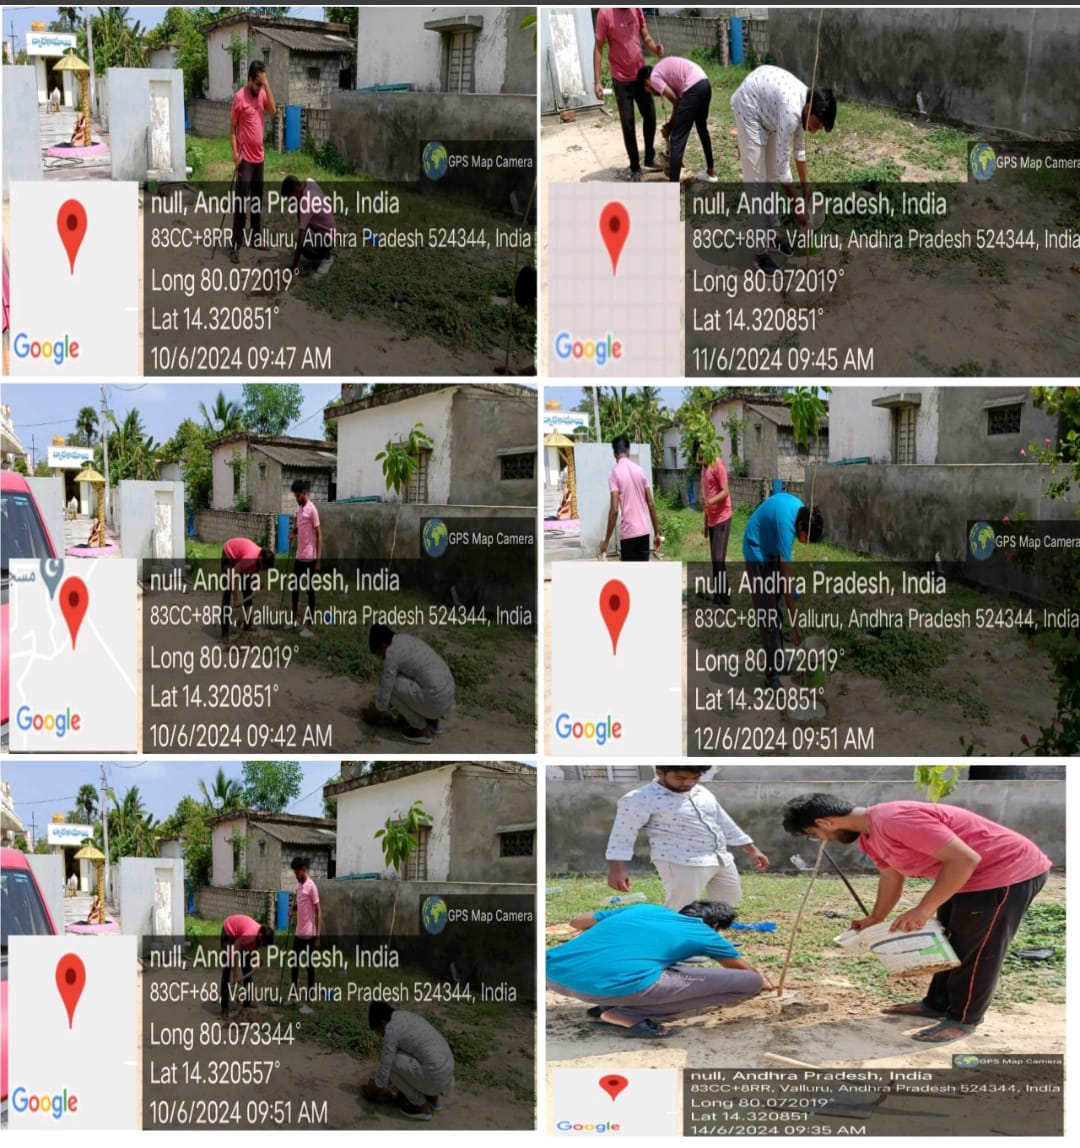 ద్వారకామాయి
GPS Map Camera
null, Andhra Pradesh, India
83CC+8RR, Valluru, Andhra Pradesh 524344, India
Long 80.072019°
Lat 14.320851°
10/6/2024 09:47 AM
Google
GPS Map Camera
null, Andhra Pradesh, India
83CC+8RR, Valluru, Andhra Pradesh 524344, India
Long 80.072019°
Lat 14.320851°
11/6/2024 09:45 AM
Google
ద్వారకామాయి
GPS Map Camera
null, Andhra Pradesh, India
83CC+8RR, Valluru, Andhra Pradesh 524344, India
Long 80.072019°
Lat 14.320851°
10/6/2024 09:42 AM
Google
GPS Map Camera
null, Andhra Pradesh, India
83CC+8RR, Valluru, Andhra Pradesh 524344, India
Long 80.072019°
Lat 14.320851°
12/6/2024 09:51 AM
Google
ద్వారకామాయి
GPS Map Camera
null, Andhra Pradesh, India
83CF+68, Valluru, Andhra Pradesh 524344, India
Long 80.073344°
Lat 14.320557°
10/6/2024 09:51 AM
Google
GPS Map Camera
null, Andhra Pradesh, India
83CC+8RR, Valluru, Andhra Pradesh 524344, India
Long 80.072019°
Lat 14.320851°
14/6/2024 09:35 AM
Google